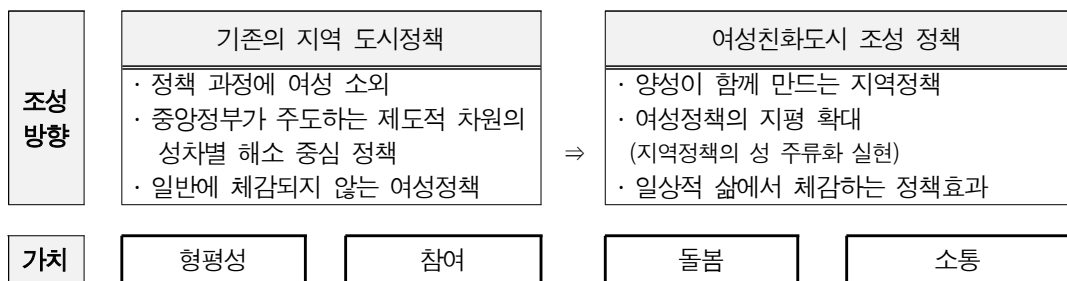 조성
방향
기존의 지역 도시정책
· 정책 과정에 여성 소외
· 중앙정부가 주도하는 제도적 차원의
성차별 해소 중심 정책
· 일반에 체감되지 않는 여성정책
⇒
여성친화도시 조성 정책
· 양성이 함께 만드는 지역정책
· 여성정책의 지평 확대
(지역정책의 성 주류화 실현)
· 일상적 삶에서 체감하는 정책효과
가치
형평성
참여
돌봄
소통